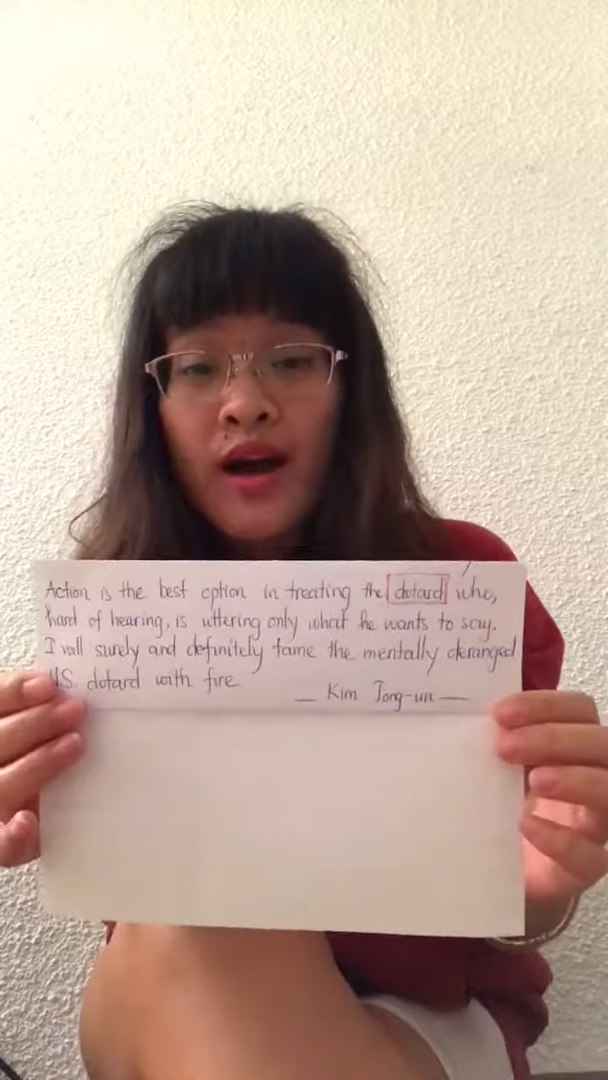 Action is the best option in treating the dotard who,
hard of hearing, is uttering only what he wants to say.
I will surely and definitely tame the mentally deranged
U.S. dotard with fire
— Kim Jong-un —